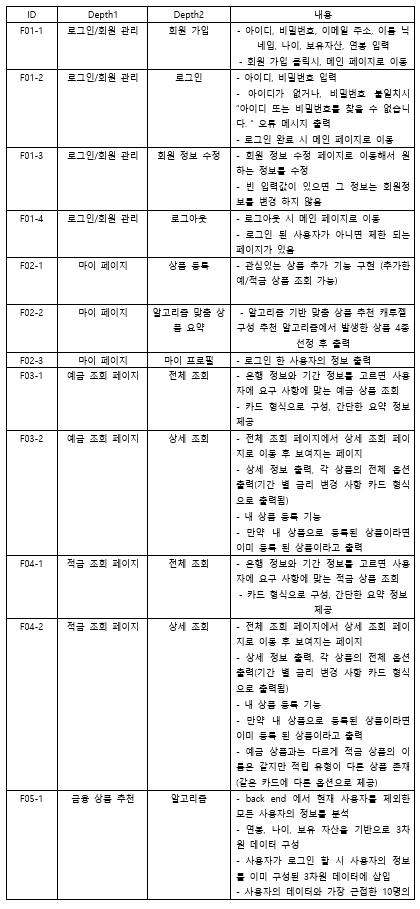 ID Depth1 Depth2 내용
F01-1 로그인/회원 관리 회원 가입 - 아이디, 비밀번호, 이메일 주소, 이름 닉
네임, 나이, 보유자산, 연봉 입력
- 회원 가입 클릭시, 메인 페이지로 이동
F01-2 로그인/회원 관리 로그인 - 아이디, 비밀번호 입력
- 아이디가 없거나, 비밀번호 불일치시
"아이디 또는 비밀번호를 찾을 수 없습니
다. " 오류 메시지 출력
- 로그인 완료 시 메인 페이지로 이동
F01-3 로그인/회원 관리 회원 정보 수정 - 회원 정보 수정 페이지로 이동해서 원
하는 정보를 수정
- 빈 입력값이 있으면 그 정보는 회원정
보를 변경 하지 않음
F01-4 로그인/회원 관리 로그아웃 - 로그아웃 시 메인 페이지로 이동
- 로그인 된 사용자가 아니면 제한 되는
페이지가 있음
F02-1 마이 페이지 상품 등록 - 관심있는 상품 추가 기능 구현 (추가한
예/적금 상품 조회 가능)
F02-2 마이 페이지 알고리즘 맞춤 상
품 요약
- 알고리즘 기반 맞춤 상품 추천 캐루젤
구성 추천 알고리즘에서 발생한 상품 4종
선정 후 출력
F02-3 마이 페이지 마이 프로필 - 로그인 한 사용자의 정보 출력
F03-1 예금 조회 페이지 전체 조회 - 은행 정보와 기간 정보를 고르면 사용
자에 요구 사항에 맞는 예금 상품 조회
- 카드 형식으로 구성, 간단한 요약 정보
제공
F03-2 예금 조회 페이지 상세 조회 - 전체 조회 페이지에서 상세 조회 페이
지로 이동 후 보여지는 페이지
- 상세 정보 출력, 각 상품의 전체 옵션
출력(기간 별 금리 변경 사항 카드 형식
으로 출력됨)
- 내 상품 등록 기능
- 만약 내 상품으로 등록된 상품이라면
이미 등록 된 상품이라고 출력
F04-1 적금 조회 페이지 전체 조회 - 은행 정보와 기간 정보를 고르면 사용
자에 요구 사항에 맞는 적금 상품 조회
- 카드 형식으로 구성, 간단한 요약 정보
제공
F04-2 적금 조회 페이지 상세 조회 - 전체 조회 페이지에서 상세 조회 페이
지로 이동 후 보여지는 페이지
- 상세 정보 출력, 각 상품의 전체 옵션
출력(기간 별 금리 변경 사항 카드 형식
으로 출력됨)
- 내 상품 등록 기능
- 만약 내 상품으로 등록된 상품이라면
이미 등록 된 상품이라고 출력
- 예금 상품과는 다르게 적금 상품의 이
름은 같지만 적립 유형이 다른 상품 존재
(같은 카드에 다른 옵션으로 제공)
F05-1 금융 상품 추천 알고리즘 - back end 에서 현재 사용자를 제외한
모든 사용자의 정보를 분석
- 연봉, 나이, 보유 자산을 기반으로 3차
원 데이터 구성
- 사용자가 로그인 할 시 사용자의 정보
를 이미 구성된 3차원 데이터에 삽입
- 사용자의 데이터와 가장 근접한 10명의